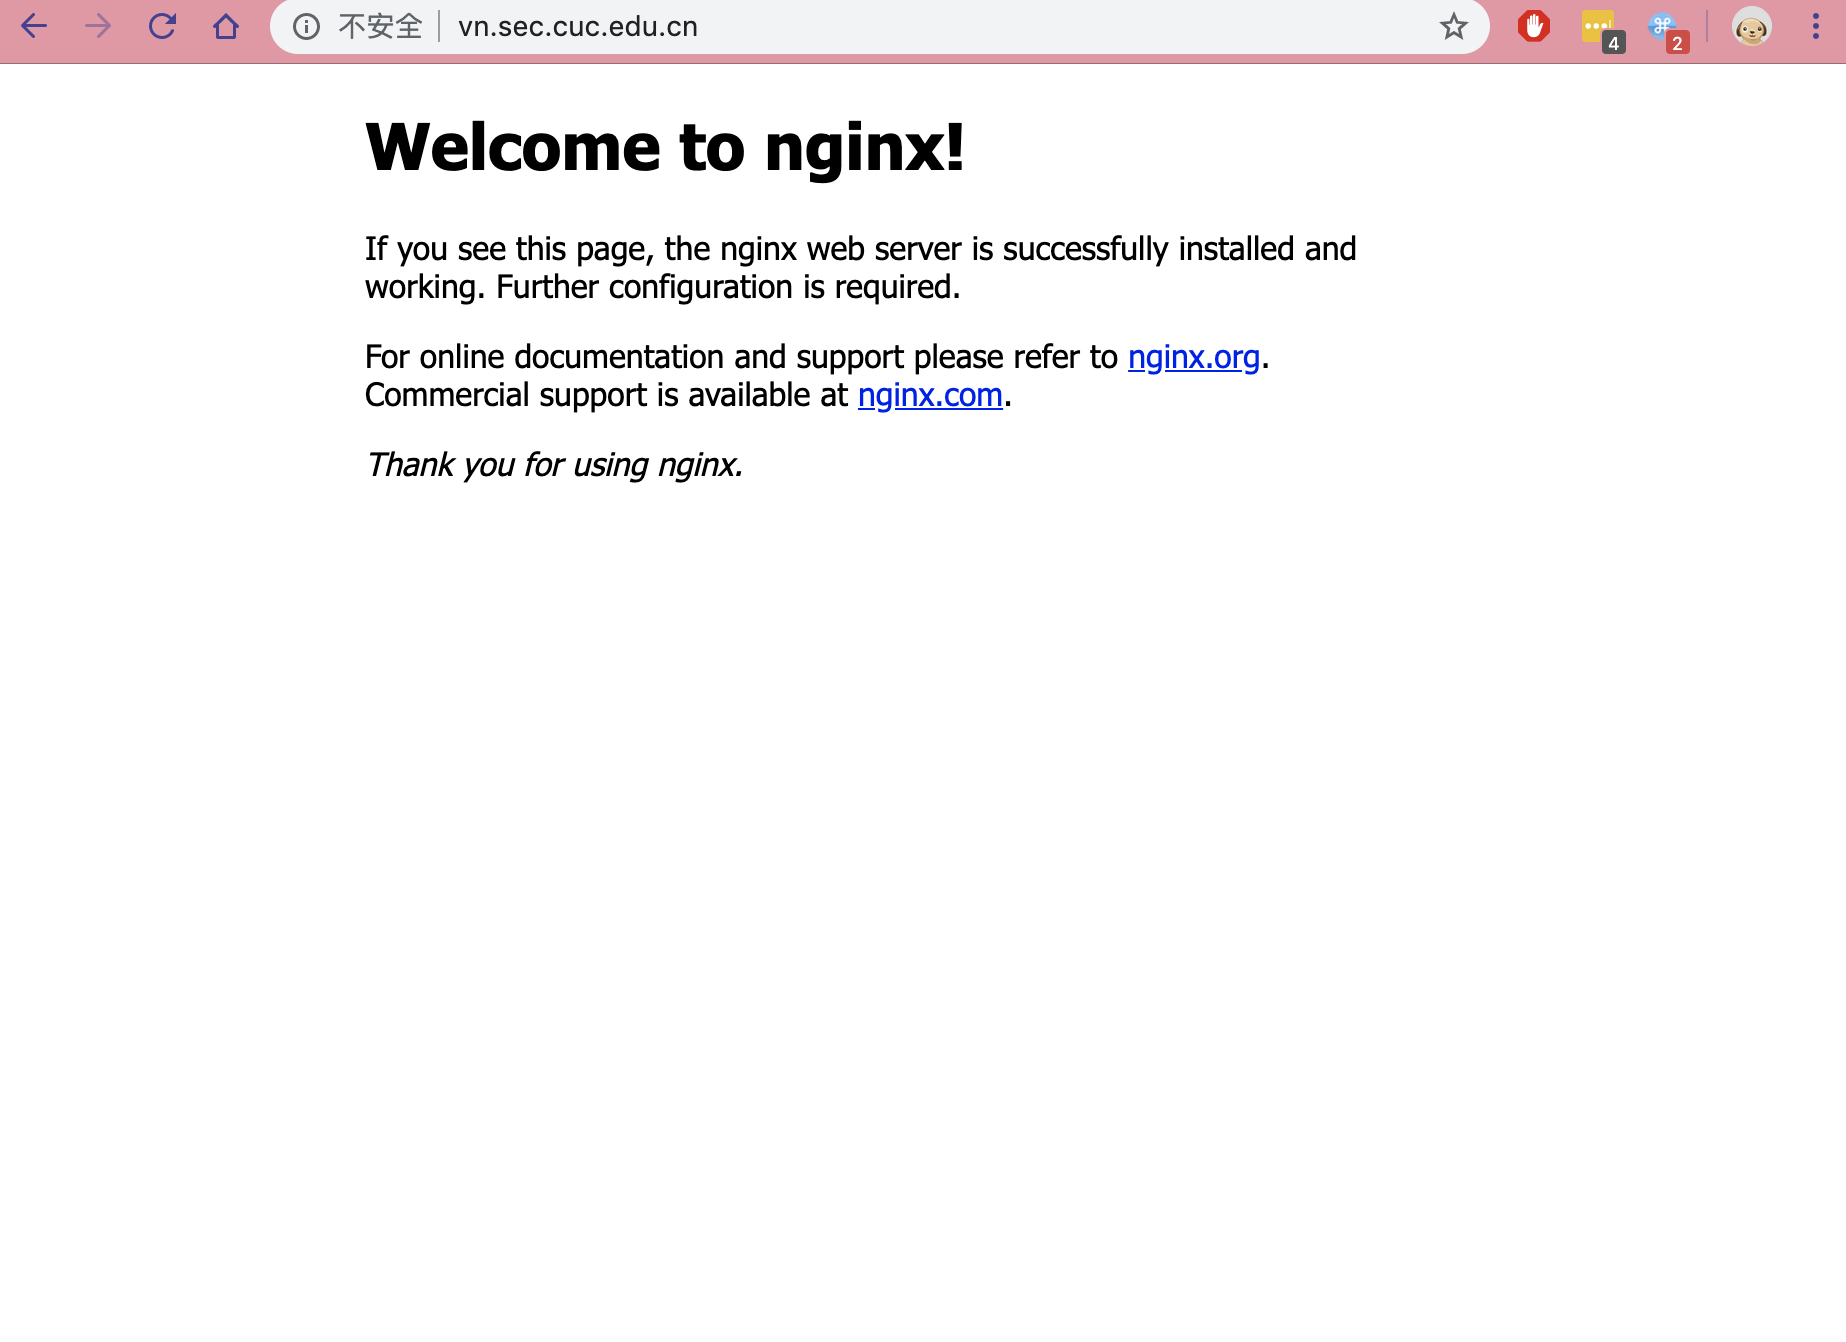 不安全 vn.sec.cuc.edu.cn
4
2
Welcome to nginx!
If you see this page, the nginx web server is successfully installed and
working. Further configuration is required.
For online documentation and support please refer to nginx.org.
Commercial support is available at nginx.com.
Thank you for using nginx.